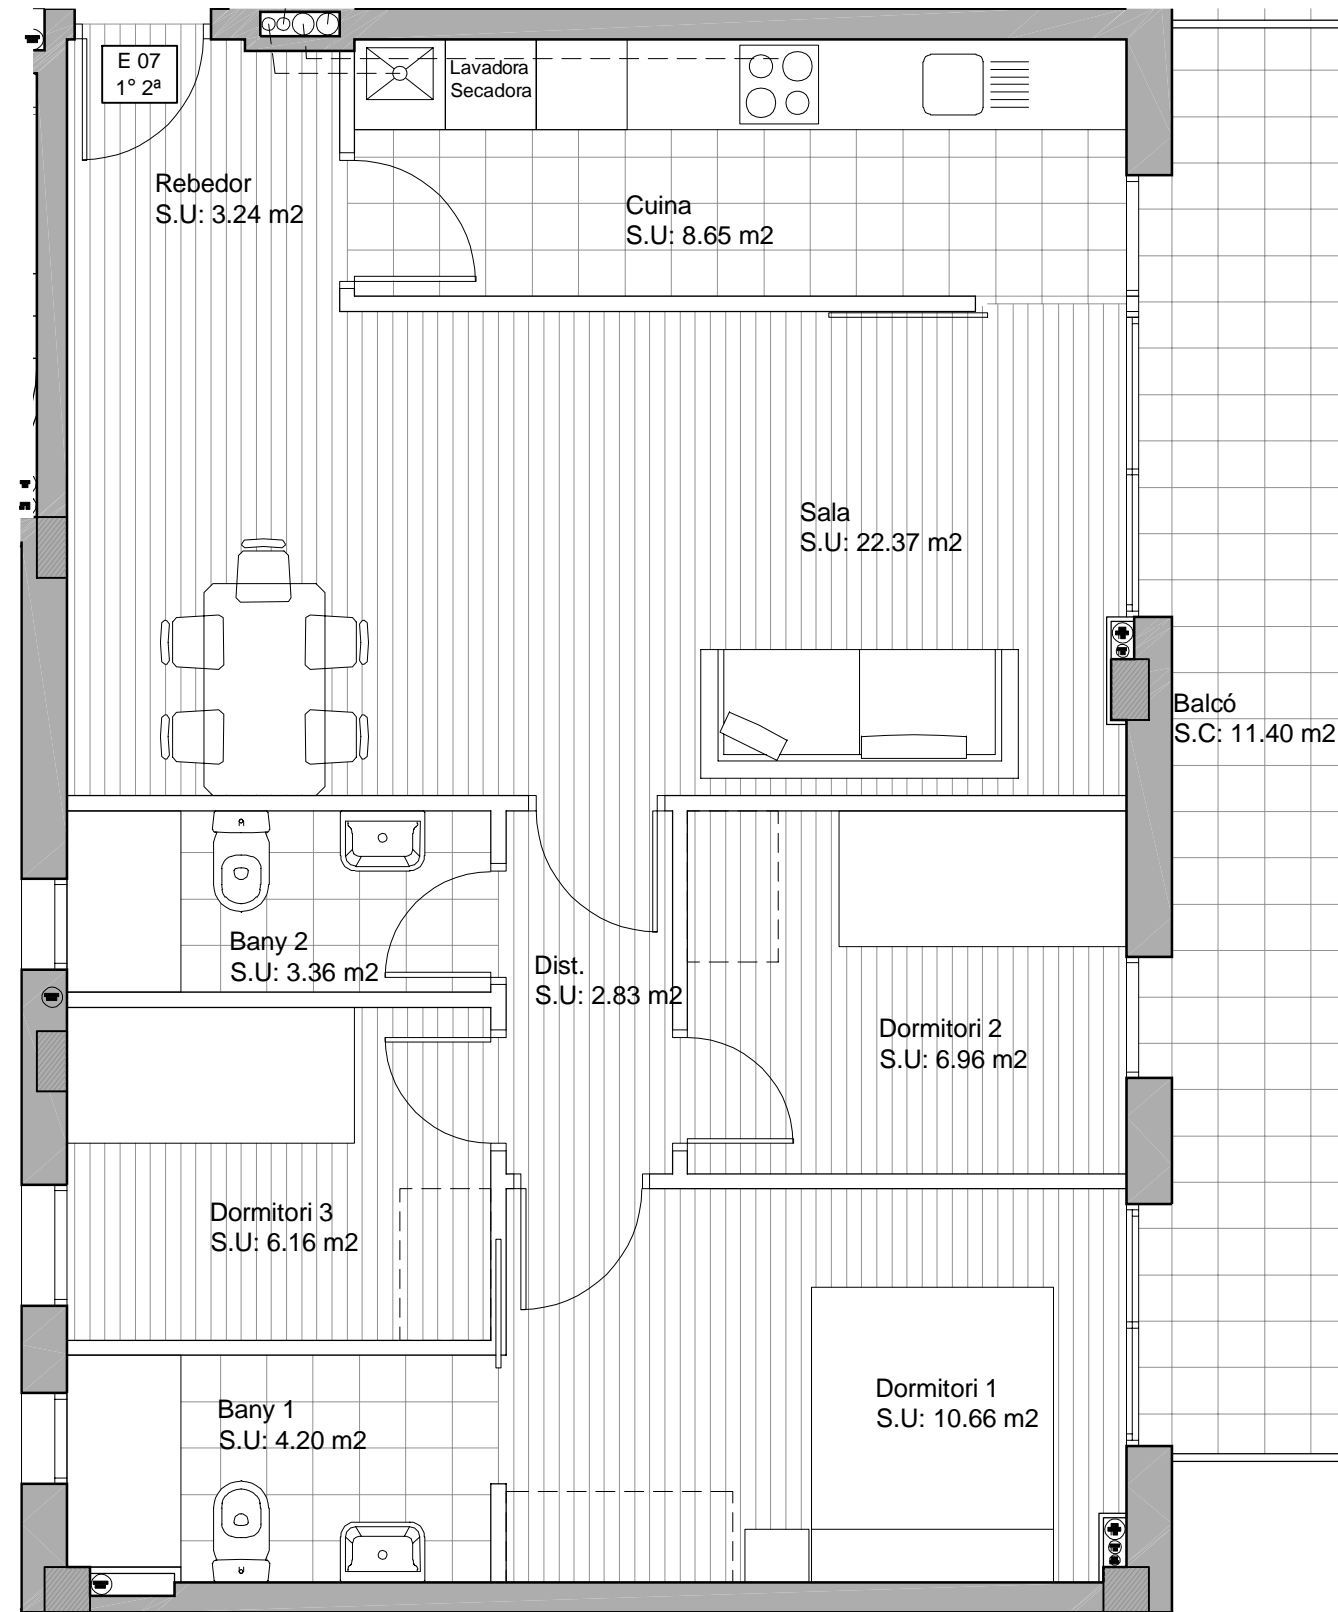 E 07
1° 2ª
Lavadora
Secadora
Rebedor
S.U: 3.24 m2
Cuina
S.U: 8.65 m2
Sala
S.U: 22.37 m2
Balcó
S.C: 11.40 m2
Bany 2
S.U: 3.36 m2
Dist.
S.U: 2.83 m2
Dormitori 2
S.U: 6.96 m2
Dormitori 3
S.U: 6.16 m2
Dormitori 1
S.U: 10.66 m2
Bany 1
S.U: 4.20 m2